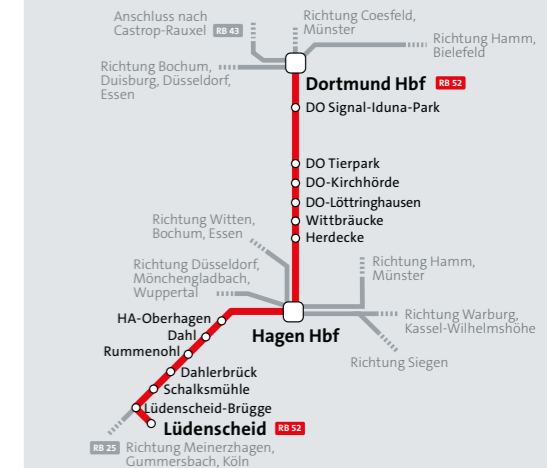 Anschluss nach
Castrop-Rauxel RB 43
Richtung Coesfeld,
Münster
Richtung Hamm,
Bielefeld
Richtung Bochum,
Duisburg, Düsseldorf,
Essen
Dortmund Hbf RB 52
DO Signal-Iduna-Park
DO Tierpark
DO-Kirchhörde
DO-Löttringhausen
Wittbräucke
Herdecke
Richtung Witten,
Bochum, Essen
Richtung Düsseldorf,
Mönchengladbach,
Wuppertal
Richtung Hamm,
Münster
Richtung Warburg,
Kassel-Wilhelmshöhe
Richtung Siegen
Hagen Hbf
HA-Oberhagen
Dahl
Rummenohl
Dahlerbrück
Schalksmühle
Lüdenscheid-Brügge
Lüdenscheid RB 52
RB 25 Richtung Meinerzhagen,
Gummersbach, Köln